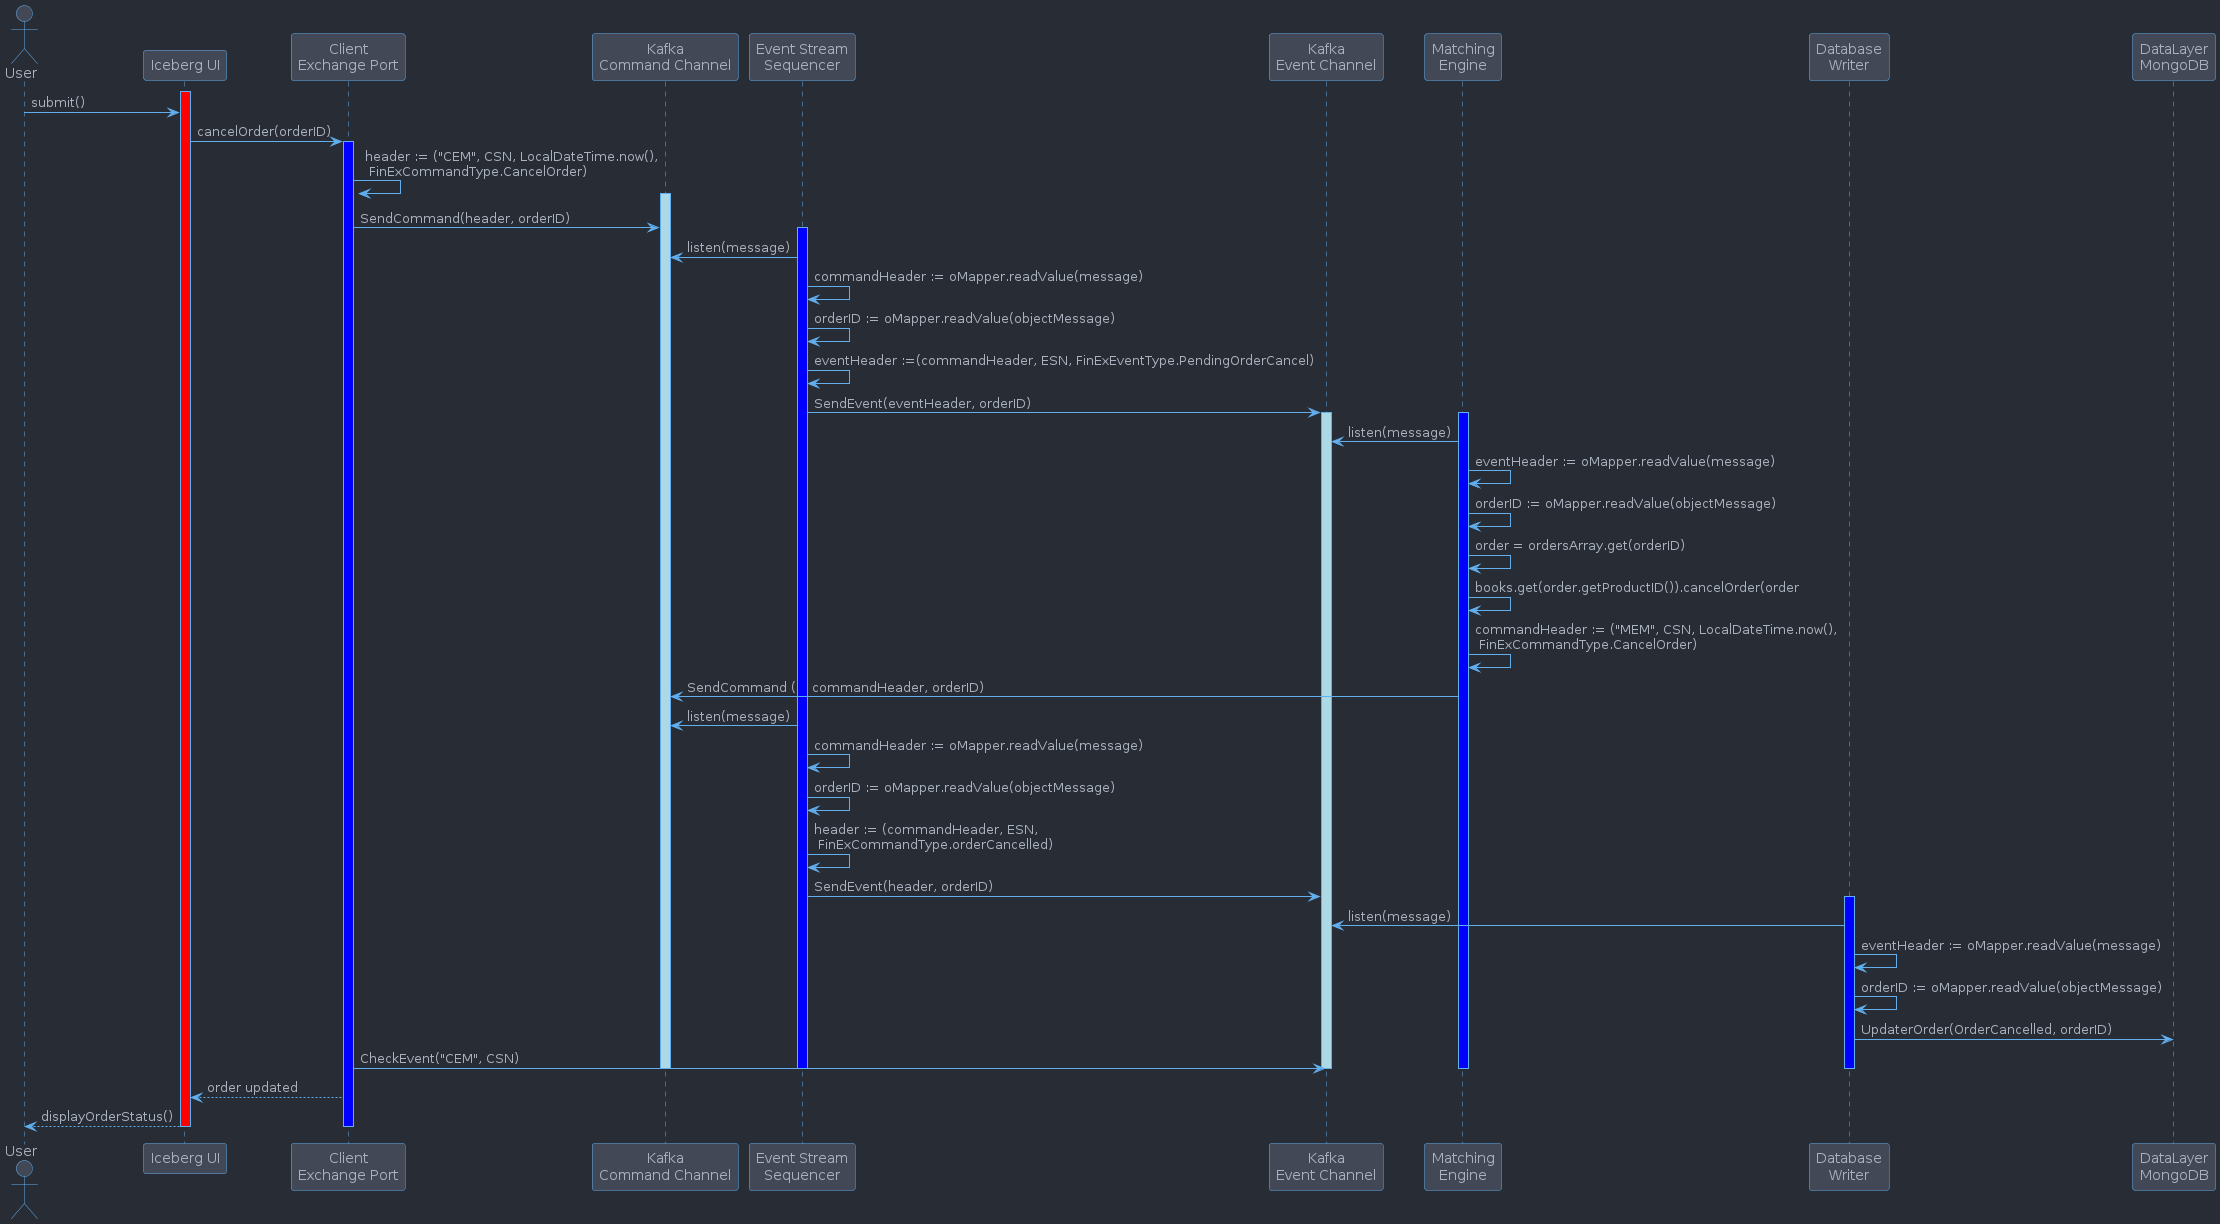 User
Iceberg UI
Client
Exchange Port
Kafka
Command Channel
Event Stream
Sequencer
Kafka
Event Channel
Matching
Engine
Database
Writer
DataLayer
MongoDB
submit()
cancelOrder(orderID)
header := ("CEM", CSN, LocalDateTime.now(),
FinExCommandType.CancelOrder)
SendCommand(header, orderID)
listen(message)
commandHeader := oMapper.readValue(message)
orderID := oMapper.readValue(objectMessage)
eventHeader :=(commandHeader, ESN, FinExEventType.PendingOrderCancel)
SendEvent(eventHeader, orderID)
listen(message)
eventHeader := oMapper.readValue(message)
orderID := oMapper.readValue(objectMessage)
order = ordersArray.get(orderID)
books.get(order.getProductID()).cancelOrder(order
commandHeader := ("MEM", CSN, LocalDateTime.now(),
FinExCommandType.CancelOrder)
SendCommand ( commandHeader, orderID)
listen(message)
commandHeader := oMapper.readValue(message)
orderID := oMapper.readValue(objectMessage)
header := (commandHeader, ESN,
FinExCommandType.orderCancelled)
SendEvent(header, orderID)
listen(message)
eventHeader := oMapper.readValue(message)
orderID := oMapper.readValue(objectMessage)
UpdaterOrder(OrderCancelled, orderID)
CheckEvent("CEM", CSN)
order updated
displayOrderStatus()
User
Iceberg UI
Client
Exchange Port
Kafka
Command Channel
Event Stream
Sequencer
Kafka
Event Channel
Matching
Engine
Database
Writer
DataLayer
MongoDB